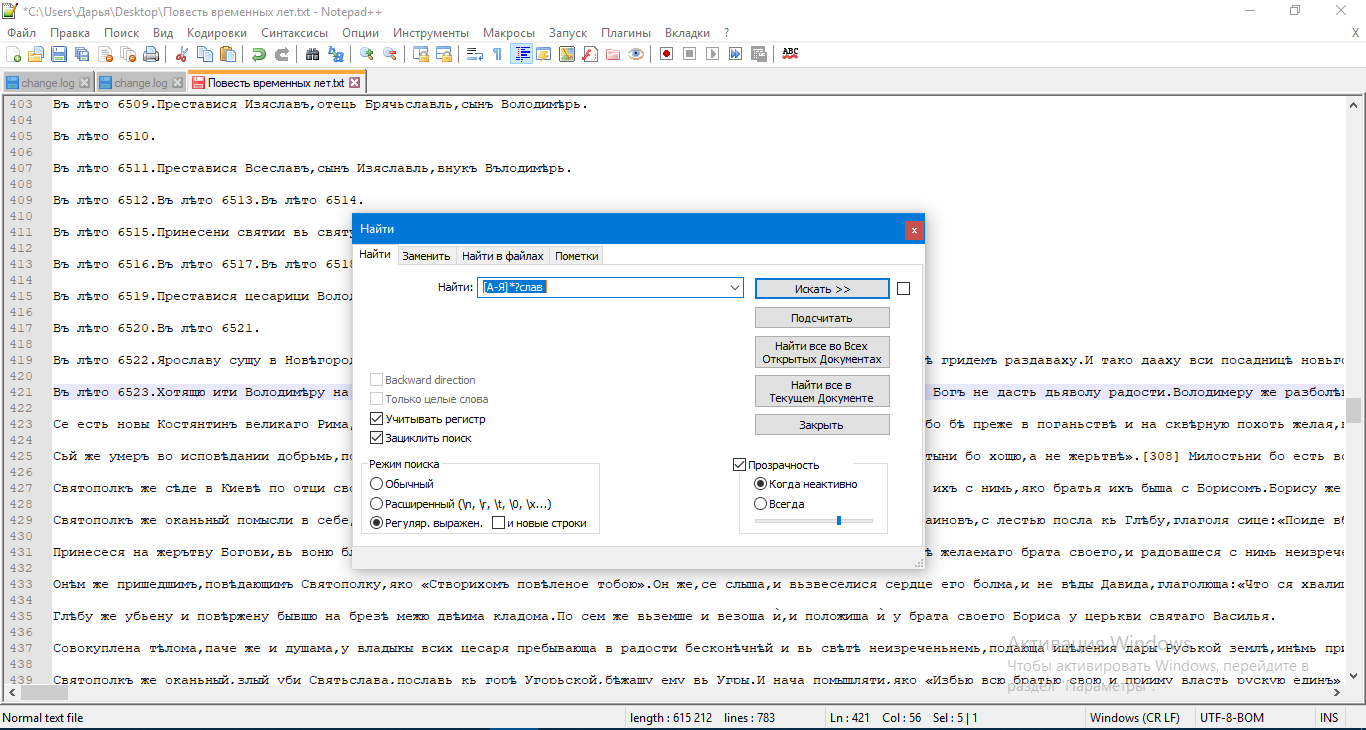 *C:\Users\Дарья\Desktop\Повесть временных лет.txt - Notepad++
Файл Правка Поиск Вид Кодировки Синтаксисы Опции Инструменты Макросы Запуск Плагины Вкладки ? X
change.log change.log Повесть временных лет.txt
403 Въ лѣто 6509.Преставися Изяславъ,отець Брячьславль,сынъ Володимѣрь.
404
405 Въ лѣто 6510.
406
407 Въ лѣто 6511.Преставися Всеславъ,сынъ Изяславль,внукъ Вълодимѣрь.
408
409 Въ лѣто 6512.Въ лѣто 6513.Въ лѣто 6514.
410
411 Въ лѣто 6515.Принесени святии вь святу
412
413 Въ лѣто 6516.Въ лѣто 6517.Въ лѣто 6518
414
415 Въ лѣто 6519.Преставися цесарици Воло
416
417 Въ лѣто 6520.Въ лѣто 6521.
418
419 Въ лѣто 6522.Ярославу сущу в Новѣгород ѣ гридемъ раздаваху.И тако дааху вси посадницѣ новьго
420
421 Въ лѣто 6523.Хотящю ити Володимѣру на Богъ не дасть дьяволу радости.Володимеру же разболѣ
422
423 Се есть новы Костянтинъ великаго Рима, бо бѣ преже в поганьствѣ и на сквѣрную похоть желая,
424
425 Сьй же умеръ во исповѣдании добрымь,по тыни бо хощю,а не жерьтвѣ».[308] Милостыни бо есть вс
426
427 Святополкъ же сѣде в Киевѣ по отци сво ихъ с нимь,яко братья ихъ быша с Борисомъ.Борису же
428
429 Святополкъ же оканьный помысли в себе, аиновъ,с лестью посла кь Глѣбу,глаголя сице:«Поиде в
430
431 Принесеся на жерътву Богови,вь воню бл ѣ желаемаго брата своего,и радовашеся с нимь неизрече
432
433 Онѣм же пришедшимъ,повѣдающимъ Святополку,яко «Створихомъ повѣленое тобою».Он же,се слыша,и възвеселися сердце его болма,и не вѣды Давида,глаголюща:«Что ся хвали
434
435 Глѣбу же убьену и повѣржену бывшю на брезѣ межю двѣима кладома.По сем же вьземше и везоша ѝ,и положиша ѝ у брата своего Бориса у церькви святаго Василья.
436
437 Совокуплена тѣлома,паче же и душама,у владыкы всих цесаря пребывающа в радости бесконѣчнѣй и вь свѣтѣ неизреченьнемь,подающа ицѣления дары Руськой землѣ,инѣмь при
438
439 Святополкъ же оканьный,злый уби Святьслава,пославь кь горѣ Угорьской,бѣжащу ему вь Угры.И нача помышляти,яко «Избью всю братью свою и прииму власть рускую единъ»
Найти x
Найти Заменить Найти в файлах Пометки
Найти: [А-Я]*?слав Искать >>
Подсчитать
Найти все во Всех
Открытых Документах
Backward direction
Найти все в
Текущем Документе
Только целые слова
Учитывать регистр
Закрыть
Зациклить поиск
Режим поиска
Прозрачность
Обычный
Когда неактивно
Расширенный (\n, \r, \t, \0, \x...)
Всегда
Регуляр. выражен. и новые строки
Активация Windows
Чтобы активировать Windows, перейдите в
раздел "Параметры".
Normal text file length : 615 212 lines : 783 Ln : 421 Col : 56 Sel : 5 | 1 Windows (CR LF) UTF-8-BOM INS